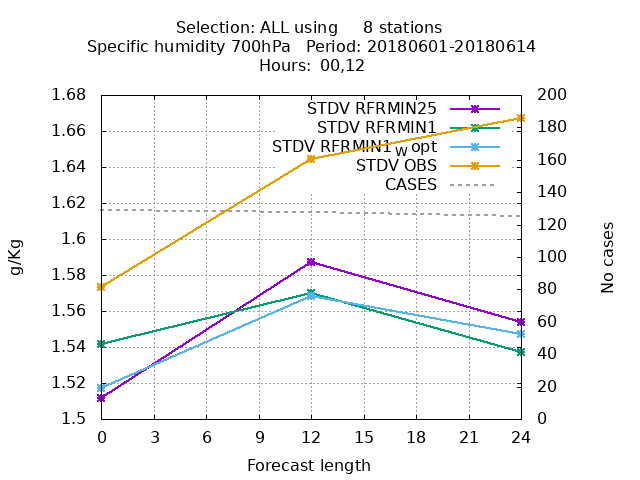 Selection: ALL using 8 stations
Specific humidity 700hPa Period: 20180601-20180614
Hours: 00,12
STDV RFRMIN25
STDV RFRMIN1
STDV RFRMIN1_wopt
STDV OBS
CASES
g/Kg
1.68
1.66
1.64
1.62
1.6
1.58
1.56
1.54
1.52
1.5
200
180
160
140
120
100
80
60
40
20
0
No cases
0 3 6 9 12 15 18 21 24
Forecast length